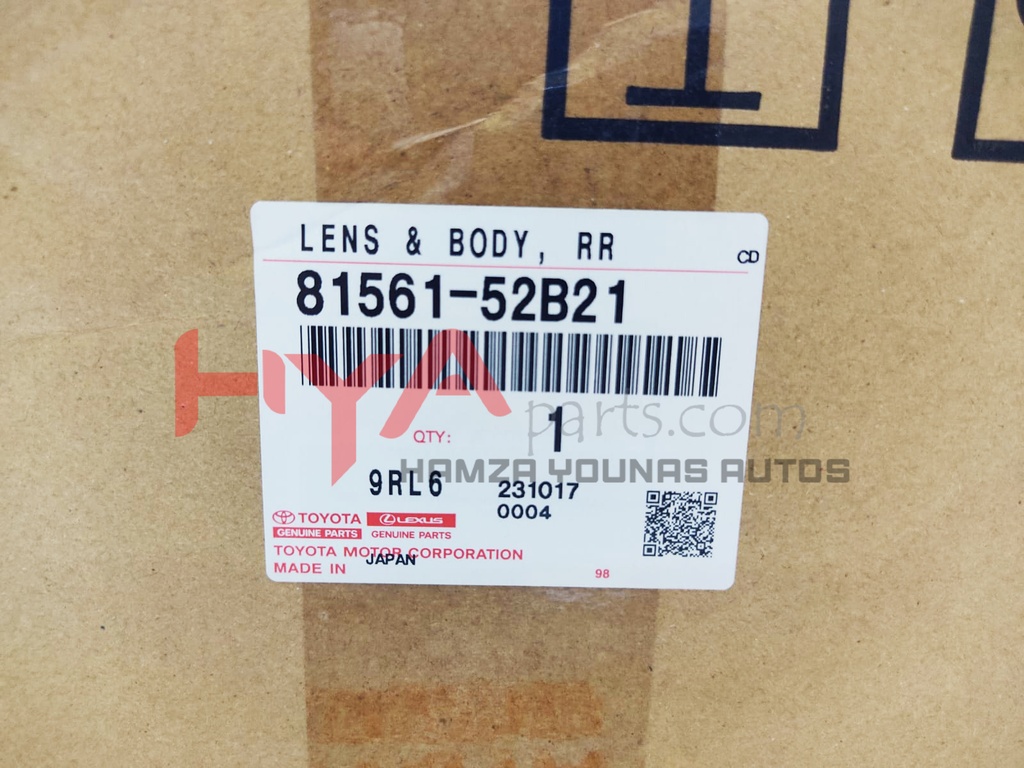 LENS & BODY, RR
CD
81561-52B21
HYA parts.com
QTY: 1
HAMZA YOUNAS AUTOS
9RL6 231017
0004
TOYOTA LEXUS
GENUINE PARTS GENUINE PARTS
TOYOTA MOTOR CORPORATION
MADE IN JAPAN
98